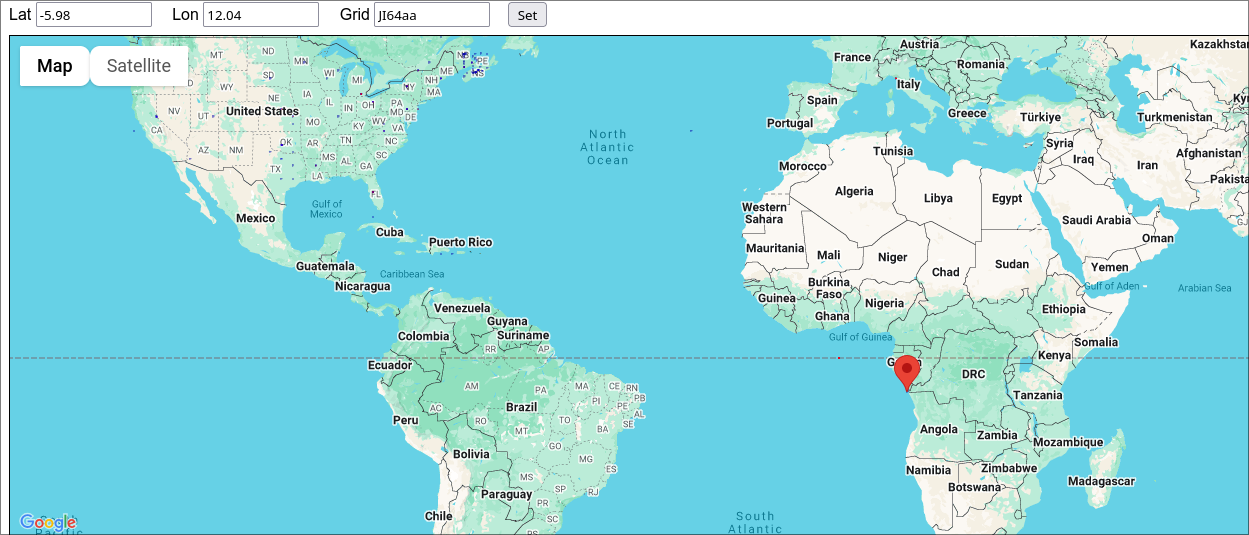 Lat -5.98 Lon 12.04 Grid JI64aa Set
Map Satellite
Austria
Kazakhstan
France
Romania
Italy
MT
ND
MN
NB
PE
NS
SD
WI
MI
NH
ME
NY
MA
Spain
Portugal
Greece
Türkiye
Turkmenistan
NV
UT
WY
United States
NE
IA
IL
IN
OH
PA
MD
DE
CA
MO
KY
WV
VA
North
Atlantic
Ocean
Tunisia
Syria
Iraq
Iran
Afghanistan
AZ
NM
OK
AR
TN
NC
SC
MS
AL
GA
TX
LA
Morocco
Pakista
Algeria
Libya
Egypt
FL
Gulf of
Mexico
Mexico
Western
Sahara
Saudi Arabia
Oman
GJ
Cuba
Puerto Rico
Mauritania
Mali
Niger
Chad
Sudan
Yemen
Guatemala
Caribbean Sea
Nicaragua
Burkina
Faso
Guinea
Nigeria
Gulf of Aden
Arabian Sea
Venezuela
Guyana
Suriname
Colombia
Ghana
Ethiopia
Gulf of Guinea
Somalia
RR
AP
Kenya
Ecuador
DRC
AM
PA
MA
CE
RN
PB
PI
PE
AL
SE
Tanzania
AC
Brazil
Peru
RO
TO
BA
MT
Angola
Zambia
Mozambique
GO
Bolivia
MG
ES
Namibia
Zimbabwe
Botswana
Madagascar
MS
SP
RJ
Paraguay
PR
SC
Chile
South
Atlantic
Google